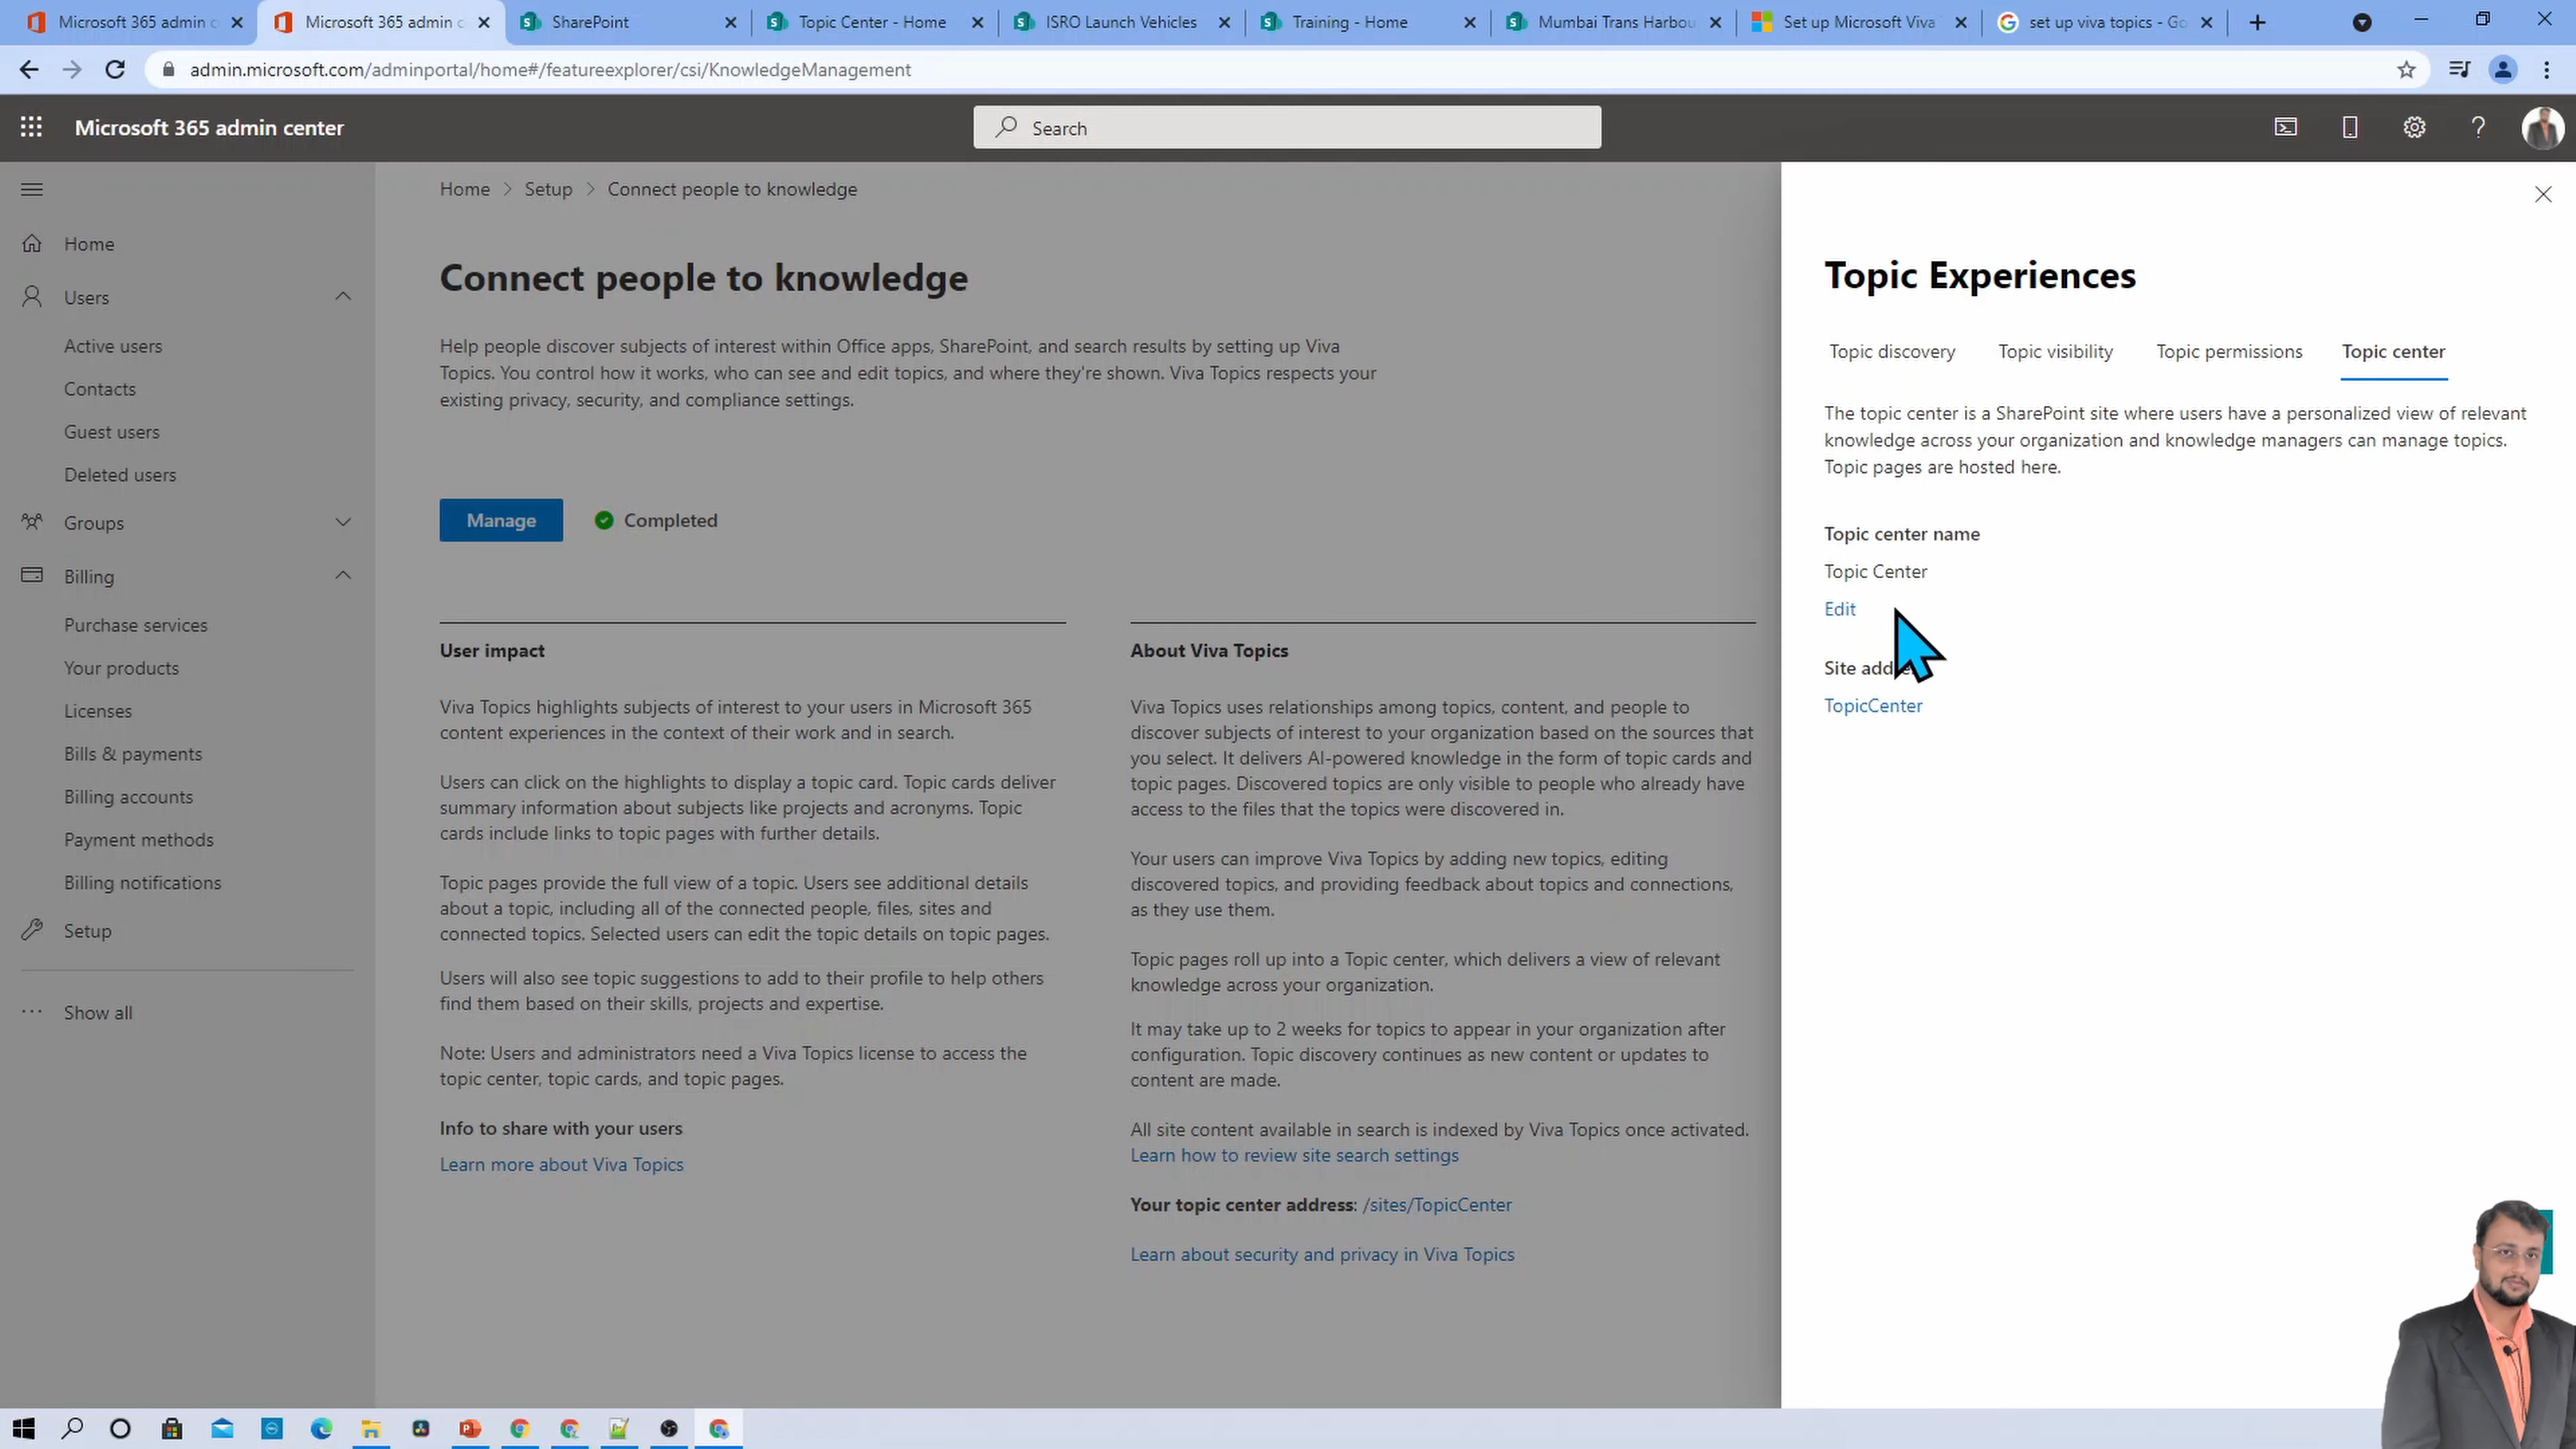 Microsoft 365 admin c
Microsoft 365 admin c
SharePoint
Topic Center - Home
ISRO Launch Vehicles
Training - Home
Mumbai Trans Harbou
Set up Microsoft Viva
set up viva topics - Go
admin.microsoft.com/adminportal/home#/featureexplorer/csi/KnowledgeManagement
Microsoft 365 admin center
Search
Home
Users
Active users
Contacts
Guest users
Deleted users
Groups
Billing
Purchase services
Your products
Licenses
Bills & payments
Billing accounts
Payment methods
Billing notifications
Setup
Show all
Home > Setup > Connect people to knowledge
Connect people to knowledge
Help people discover subjects of interest within Office apps, SharePoint, and search results by setting up Viva
Topics. You control how it works, who can see and edit topics, and where they're shown. Viva Topics respects your
existing privacy, security, and compliance settings.
Manage
Completed
User impact
Viva Topics highlights subjects of interest to your users in Microsoft 365
content experiences in the context of their work and in search.
Users can click on the highlights to display a topic card. Topic cards deliver
summary information about subjects like projects and acronyms. Topic
cards include links to topic pages with further details.
Topic pages provide the full view of a topic. Users see additional details
about a topic, including all of the connected people, files, sites and
connected topics. Selected users can edit the topic details on topic pages.
Users will also see topic suggestions to add to their profile to help others
find them based on their skills, projects and expertise.
Note: Users and administrators need a Viva Topics license to access the
topic center, topic cards, and topic pages.
Info to share with your users
Learn more about Viva Topics
About Viva Topics
Viva Topics uses relationships among topics, content, and people to
discover subjects of interest to your organization based on the sources that
you select. It delivers AI-powered knowledge in the form of topic cards and
topic pages. Discovered topics are only visible to people who already have
access to the files that the topics were discovered in.
Your users can improve Viva Topics by adding new topics, editing
discovered topics, and providing feedback about topics and connections,
as they use them.
Topic pages roll up into a Topic center, which delivers a view of relevant
knowledge across your organization.
It may take up to 2 weeks for topics to appear in your organization after
configuration. Topic discovery continues as new content or updates to
content are made.
All site content available in search is indexed by Viva Topics once activated.
Learn how to review site search settings
Your topic center address: /sites/TopicCenter
Learn about security and privacy in Viva Topics
Topic Experiences
Topic discovery
Topic visibility
Topic permissions
Topic center
The topic center is a SharePoint site where users have a personalized view of relevant
knowledge across your organization and knowledge managers can manage topics.
Topic pages are hosted here.
Topic center name
Topic Center
Edit
Site
TopicCenter